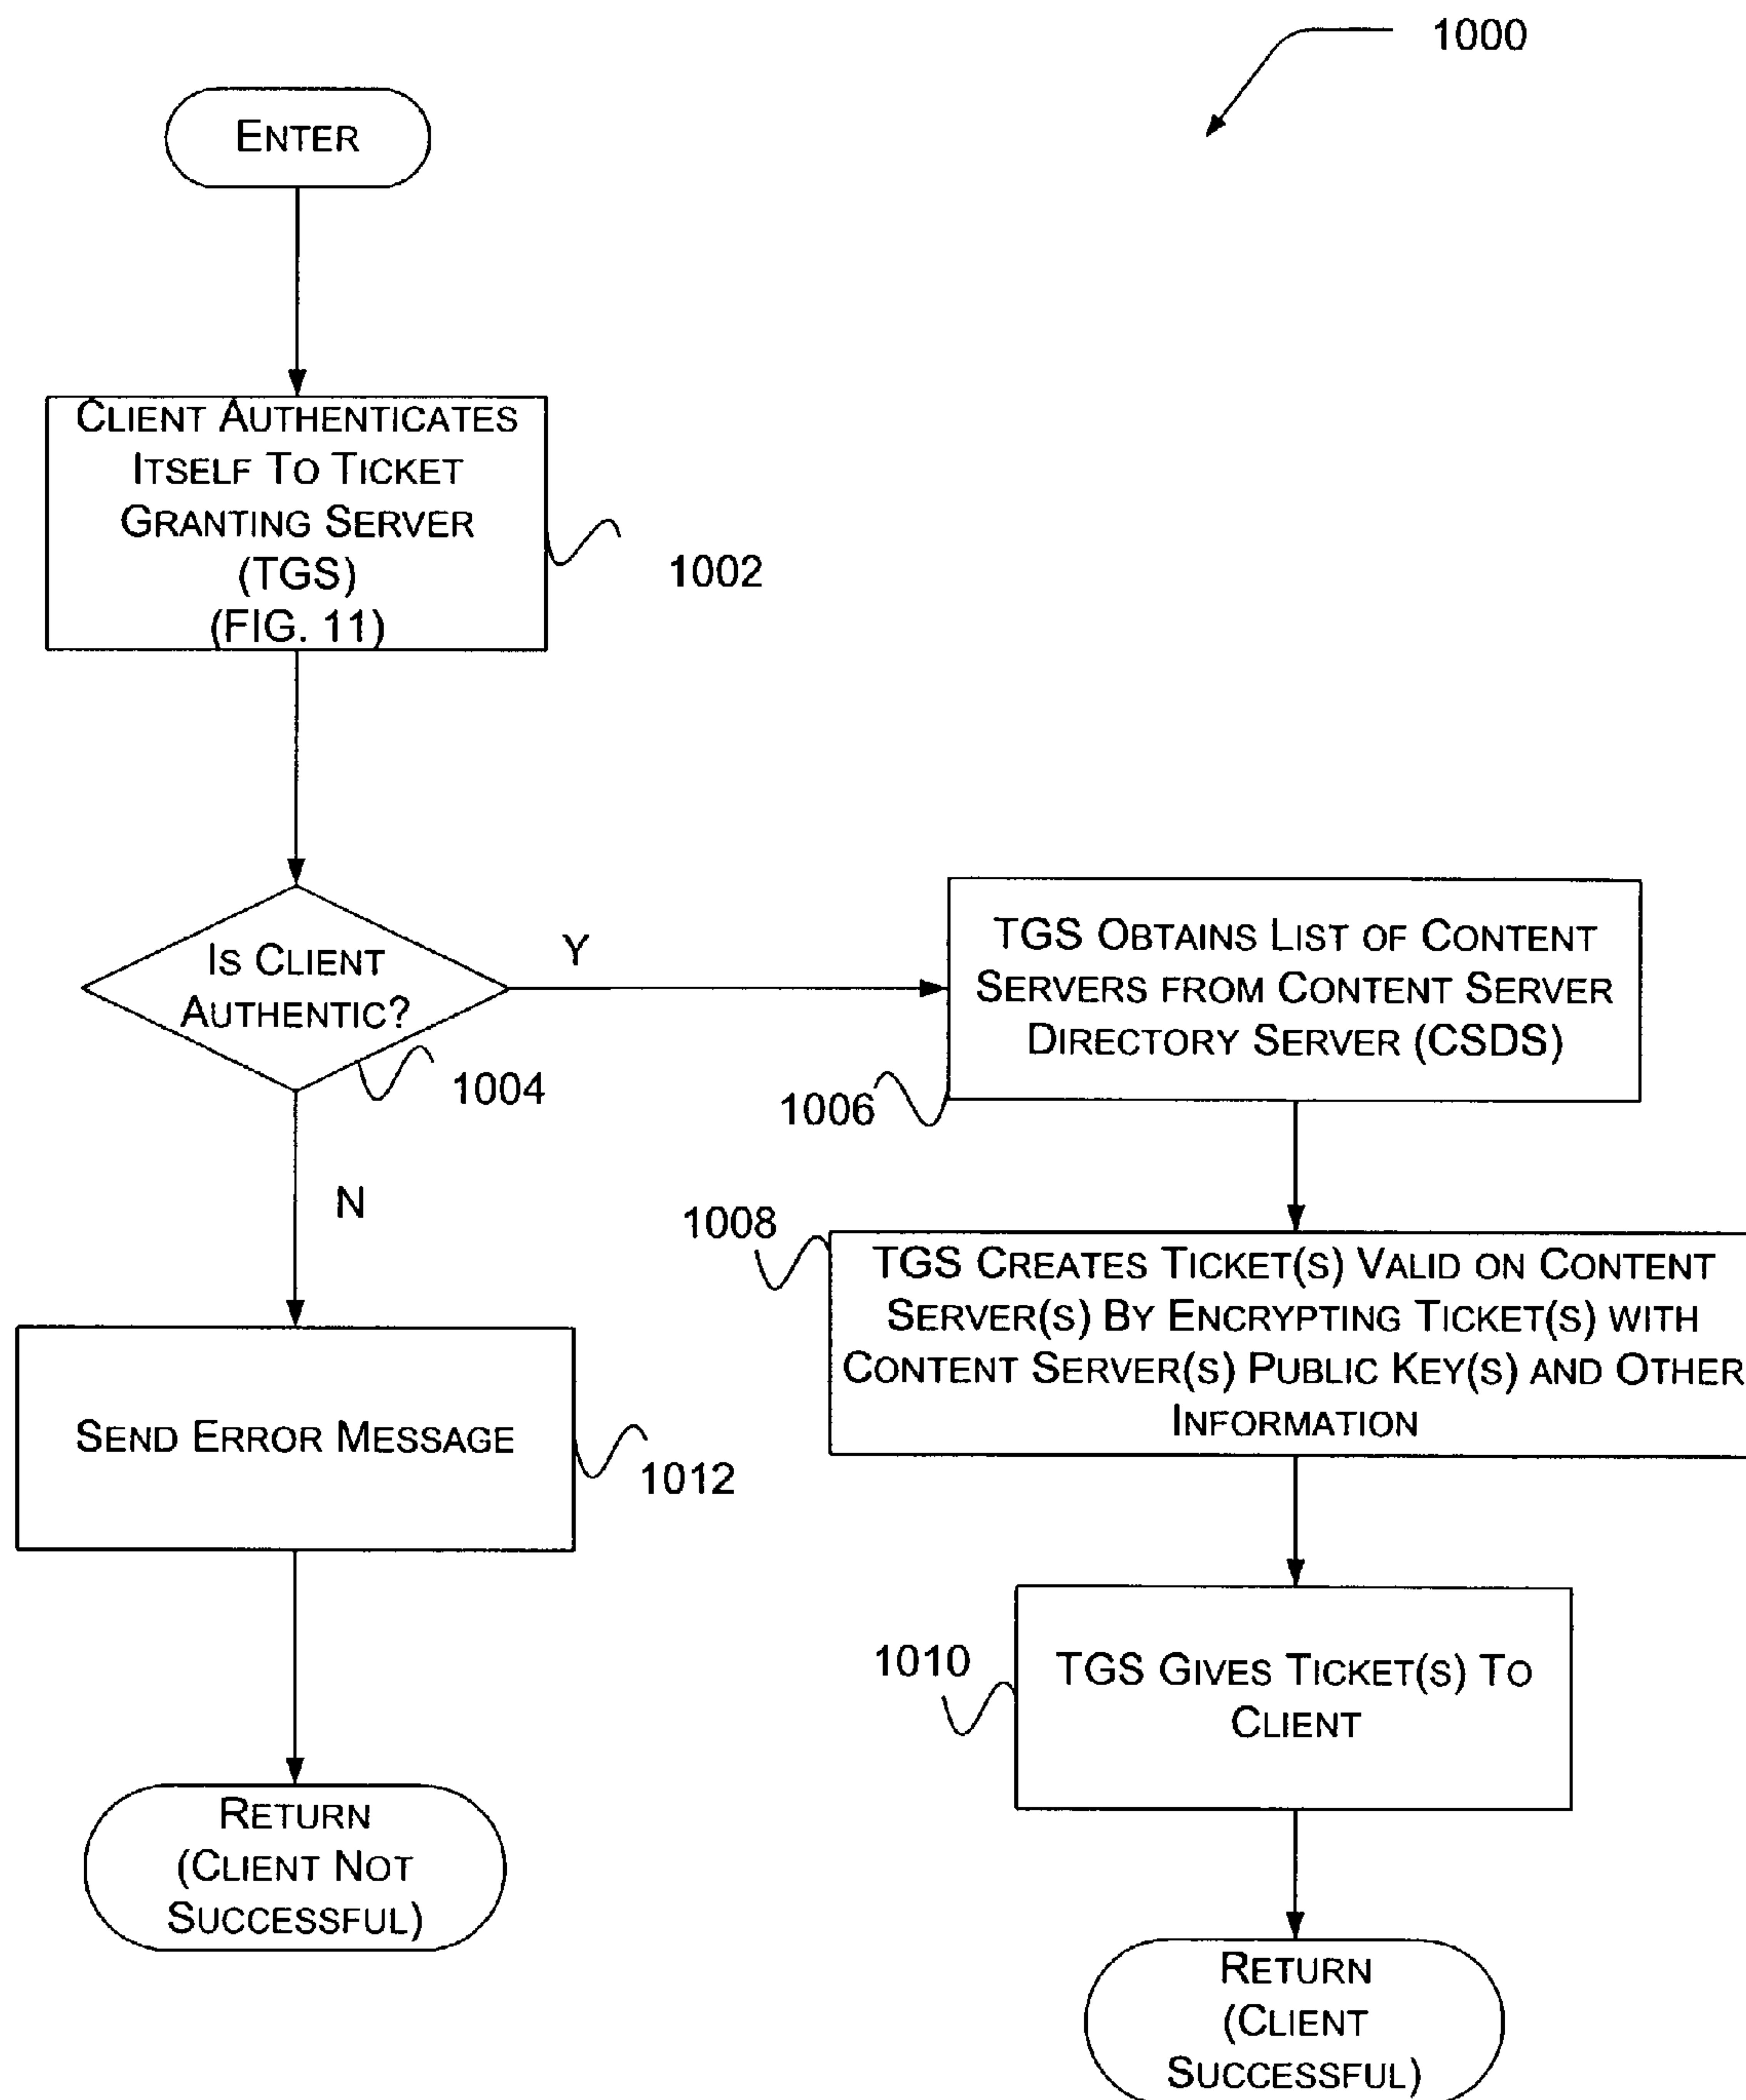 1000
ENTER
CLIENT AUTHENTICATES
ITSELF TO TICKET
GRANTING SERVER
(TGS)
(FIG. 11)
1002
IS CLIENT
AUTHENTIC?
1004
Y
N
TGS OBTAINS LIST OF CONTENT
SERVERS FROM CONTENT SERVER
DIRECTORY SERVER (CSDS)
1006
1008
TGS CREATES TICKET(S) VALID ON CONTENT
SERVER(S) BY ENCRYPTING TICKET(S) WITH
CONTENT SERVER(S) PUBLIC KEY(S) AND OTHER
INFORMATION
SEND ERROR MESSAGE
1012
1010
TGS GIVES TICKET(S) TO
CLIENT
RETURN
(CLIENT NOT
SUCCESSFUL)
RETURN
(CLIENT
SUCCESSFUL)